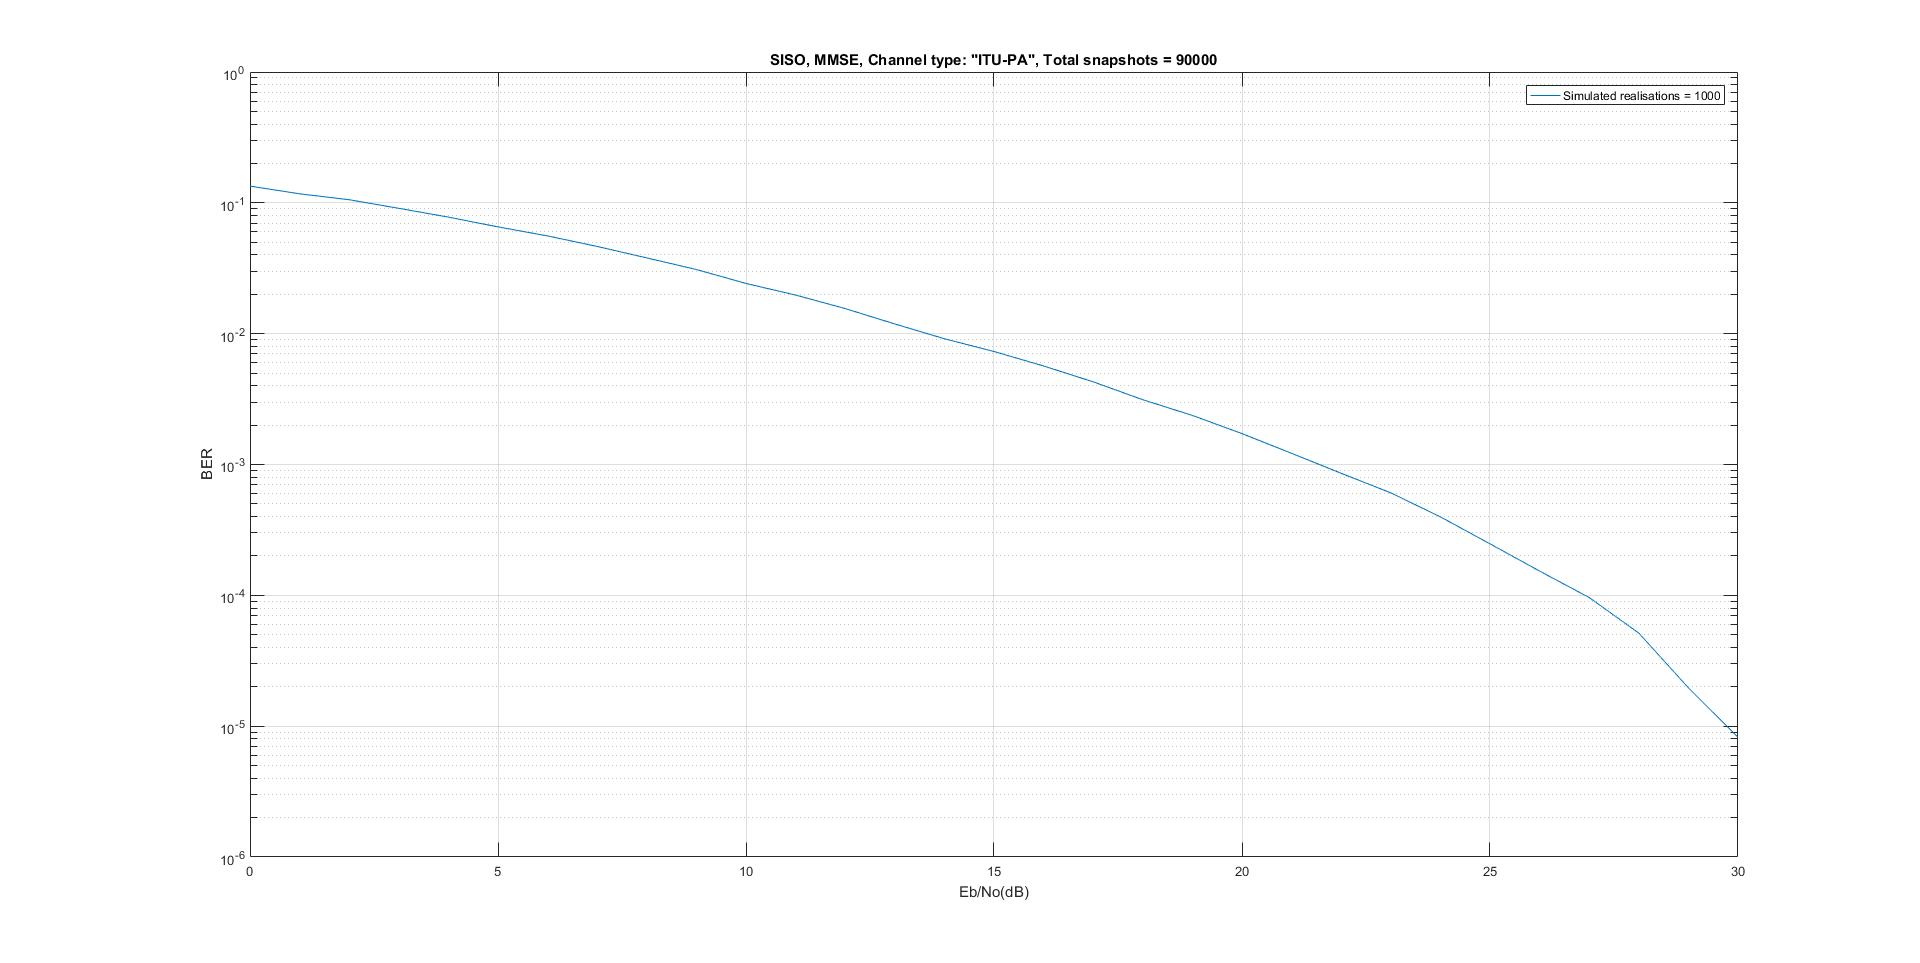 SISO, MMSE, Channel type: "ITU-PA", Total snapshots = 90000
Simulated realisations = 1000
10^0
10^-1
10^-2
10^-3
10^-4
10^-5
10^-6
BER
0 5 10 15 20 25 30
Eb/No(dB)